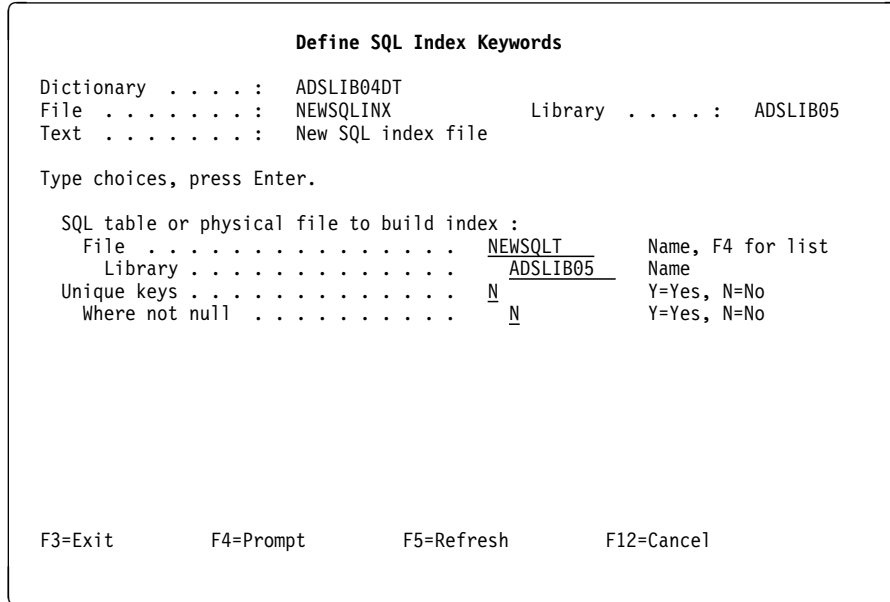 Define SQL Index Keywords
Dictionary . . . . : ADSLIB04DT
File . . . . . . . : NEWSQLINX Library . . . . : ADSLIB05
Text . . . . . . . : New SQL index file
Type choices, press Enter.
SQL table or physical file to build index :
File . . . . . . . . . . . . . . . NEWSQLT Name, F4 for list
Library . . . . . . . . . . . . . ADSLIB05 Name
Unique keys . . . . . . . . . . . . . N Y=Yes, N=No
Where not null . . . . . . . . . . N Y=Yes, N=No
F3=Exit F4=Prompt F5=Refresh F12=Cancel